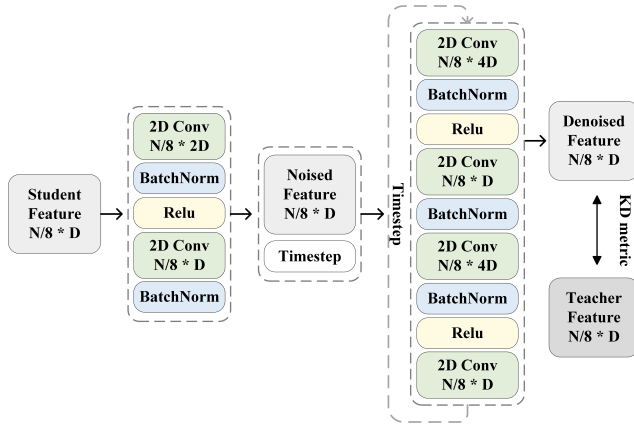 Student
Feature
N/8 * D
2D Conv
N/8 * 2D
BatchNorm
Relu
2D Conv
N/8 * D
BatchNorm
Noised
Feature
N/8 * D
Timestep
Timestep
2D Conv
N/8 * 4D
BatchNorm
Relu
2D Conv
N/8 * D
BatchNorm
2D Conv
N/8 * 4D
BatchNorm
Relu
2D Conv
N/8 * D
Denoised
Feature
N/8 * D
KD metric
Teacher
Feature
N/8 * D